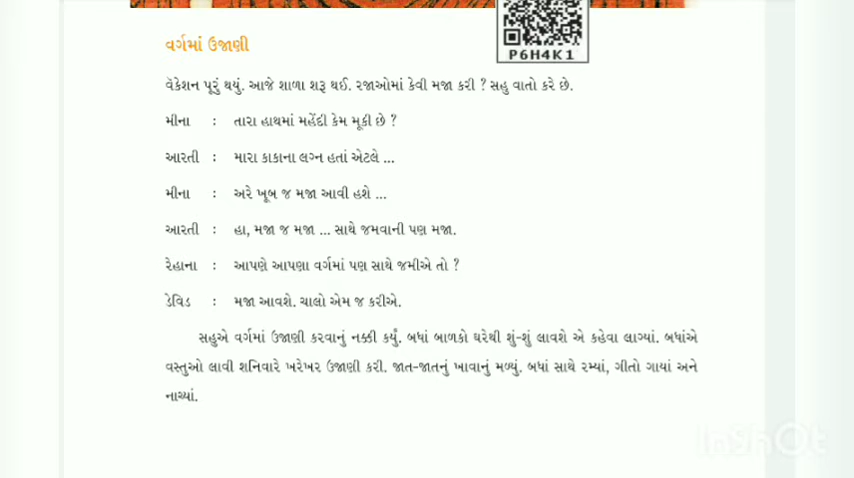 P6H4K1
વર્ગમાં ઉજાણી
વૅકેશન પૂરું થયું. આજે શાળા શરૂ થઈ. રજાઓમાં કેવી મજા કરી ? સહુ વાતો કરે છે.
મીના : તારા હાથમાં મહેંદી કેમ મૂકી છે ?
આરતી : મારા કાકાના લગ્ન હતાં એટલે ...
મીના : અરે ખૂબ જ મજા આવી હશે ...
આરતી : હા, મજા જ મજા ... સાથે જમવાની પણ મજા.
રેહાના : આપણે આપણા વર્ગમાં પણ સાથે જમીએ તો ?
ડેવિડ : મજા આવશે. ચાલો એમ જ કરીએ.
સહુએ વર્ગમાં ઉજાણી કરવાનું નક્કી કર્યું. બધાં બાળકો ઘરેથી શું-શું લાવશે એ કહેવા લાગ્યાં. બધાંએ
વસ્તુઓ લાવી શનિવારે ખરેખર ઉજાણી કરી. જાત-જાતનું ખાવાનું મળ્યું. બધાં સાથે રમ્યાં, ગીતો ગાયાં અને
નાચ્યાં.
InShOt